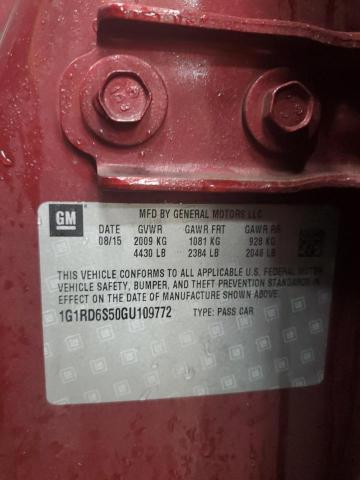 GM
MFD BY GENERAL MOTORS LLC
DATE GVWR GAWR FRT GAWR RR
08/15 2009 KG 1081 KG 928 KG
4430 LB 2384 LB 2046 LB
THIS VEHICLE CONFORMS TO ALL APPLICABLE U.S. FEDERAL MOTOR
VEHICLE SAFETY, BUMPER, AND THEFT PREVENTION STANDARDS IN
EFFECT ON THE DATE OF MANUFACTURE SHOWN ABOVE.
1G1RD6S50GU109772 TYPE: PASS CAR